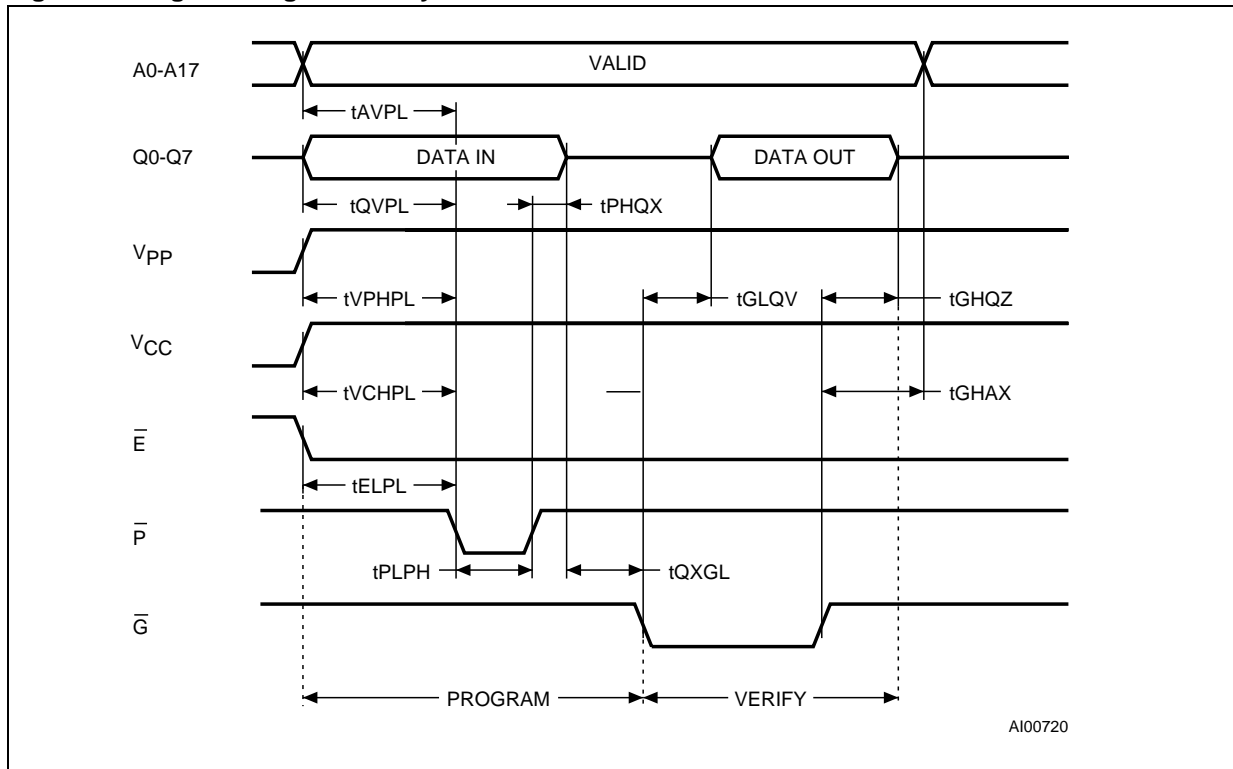 A0-A17
VALID
tAVPL
Q0-Q7
DATA IN
DATA OUT
tQVPL
tPHQX
VPP
tVPHPL
tGLQV
tGHQZ
VCC
tVCHPL
tGHAX
E
tELPL
P
tPLPH
tQXGL
G
PROGRAM
VERIFY
AI00720